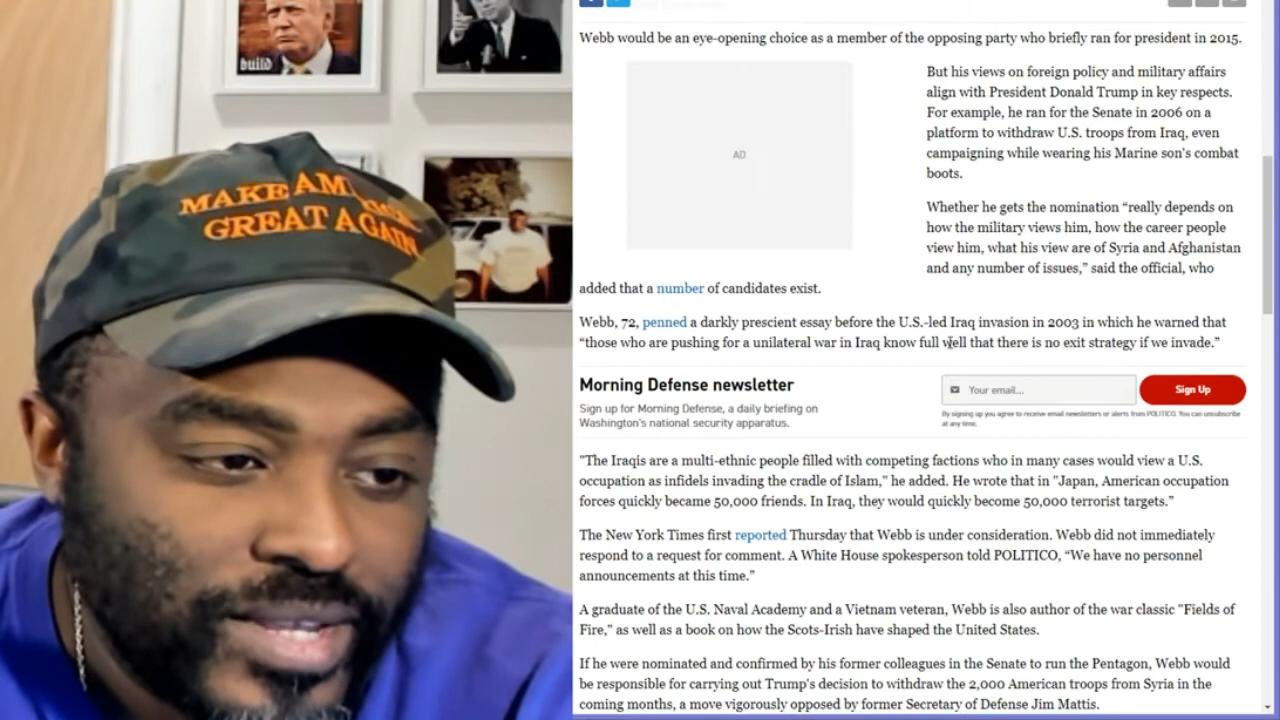 build
MAKE AM
GREAT AGAIN
Webb would be an eye-opening choice as a member of the opposing party who briefly ran for president in 2015.
AD
But his views on foreign policy and military affairs
align with President Donald Trump in key respects.
For example, he ran for the Senate in 2006 on a
platform to withdraw U.S. troops from Iraq, even
campaigning while wearing his Marine son's combat
boots.
Whether he gets the nomination “really depends on
how the military views him, how the career people
view him, what his view are of Syria and Afghanistan
and any number of issues,” said the official, who
added that a number of candidates exist.
Webb, 72, penned a darkly prescient essay before the U.S.-led Iraq invasion in 2003 in which he warned that
“those who are pushing for a unilateral war in Iraq know full well that there is no exit strategy if we invade.”
Morning Defense newsletter
Sign up for Morning Defense, a daily briefing on
Washington's national security apparatus.
Your email...
Sign Up
By signing up you agree to receive email newsletters or alerts from POLITICO. You can unsubscribe
at any time.
"The Iraqis are a multi-ethnic people filled with competing factions who in many cases would view a U.S.
occupation as infidels invading the cradle of Islam," he added. He wrote that in "Japan, American occupation
forces quickly became 50,000 friends. In Iraq, they would quickly become 50,000 terrorist targets.”
The New York Times first reported Thursday that Webb is under consideration. Webb did not immediately
respond to a request for comment. A White House spokesperson told POLITICO, “We have no personnel
announcements at this time.”
A graduate of the U.S. Naval Academy and a Vietnam veteran, Webb is also author of the war classic "Fields of
Fire," as well as a book on how the Scots-Irish have shaped the United States.
If he were nominated and confirmed by his former colleagues in the Senate to run the Pentagon, Webb would
be responsible for carrying out Trump's decision to withdraw the 2,000 American troops from Syria in the
coming months, a move vigorously opposed by former Secretary of Defense Jim Mattis.